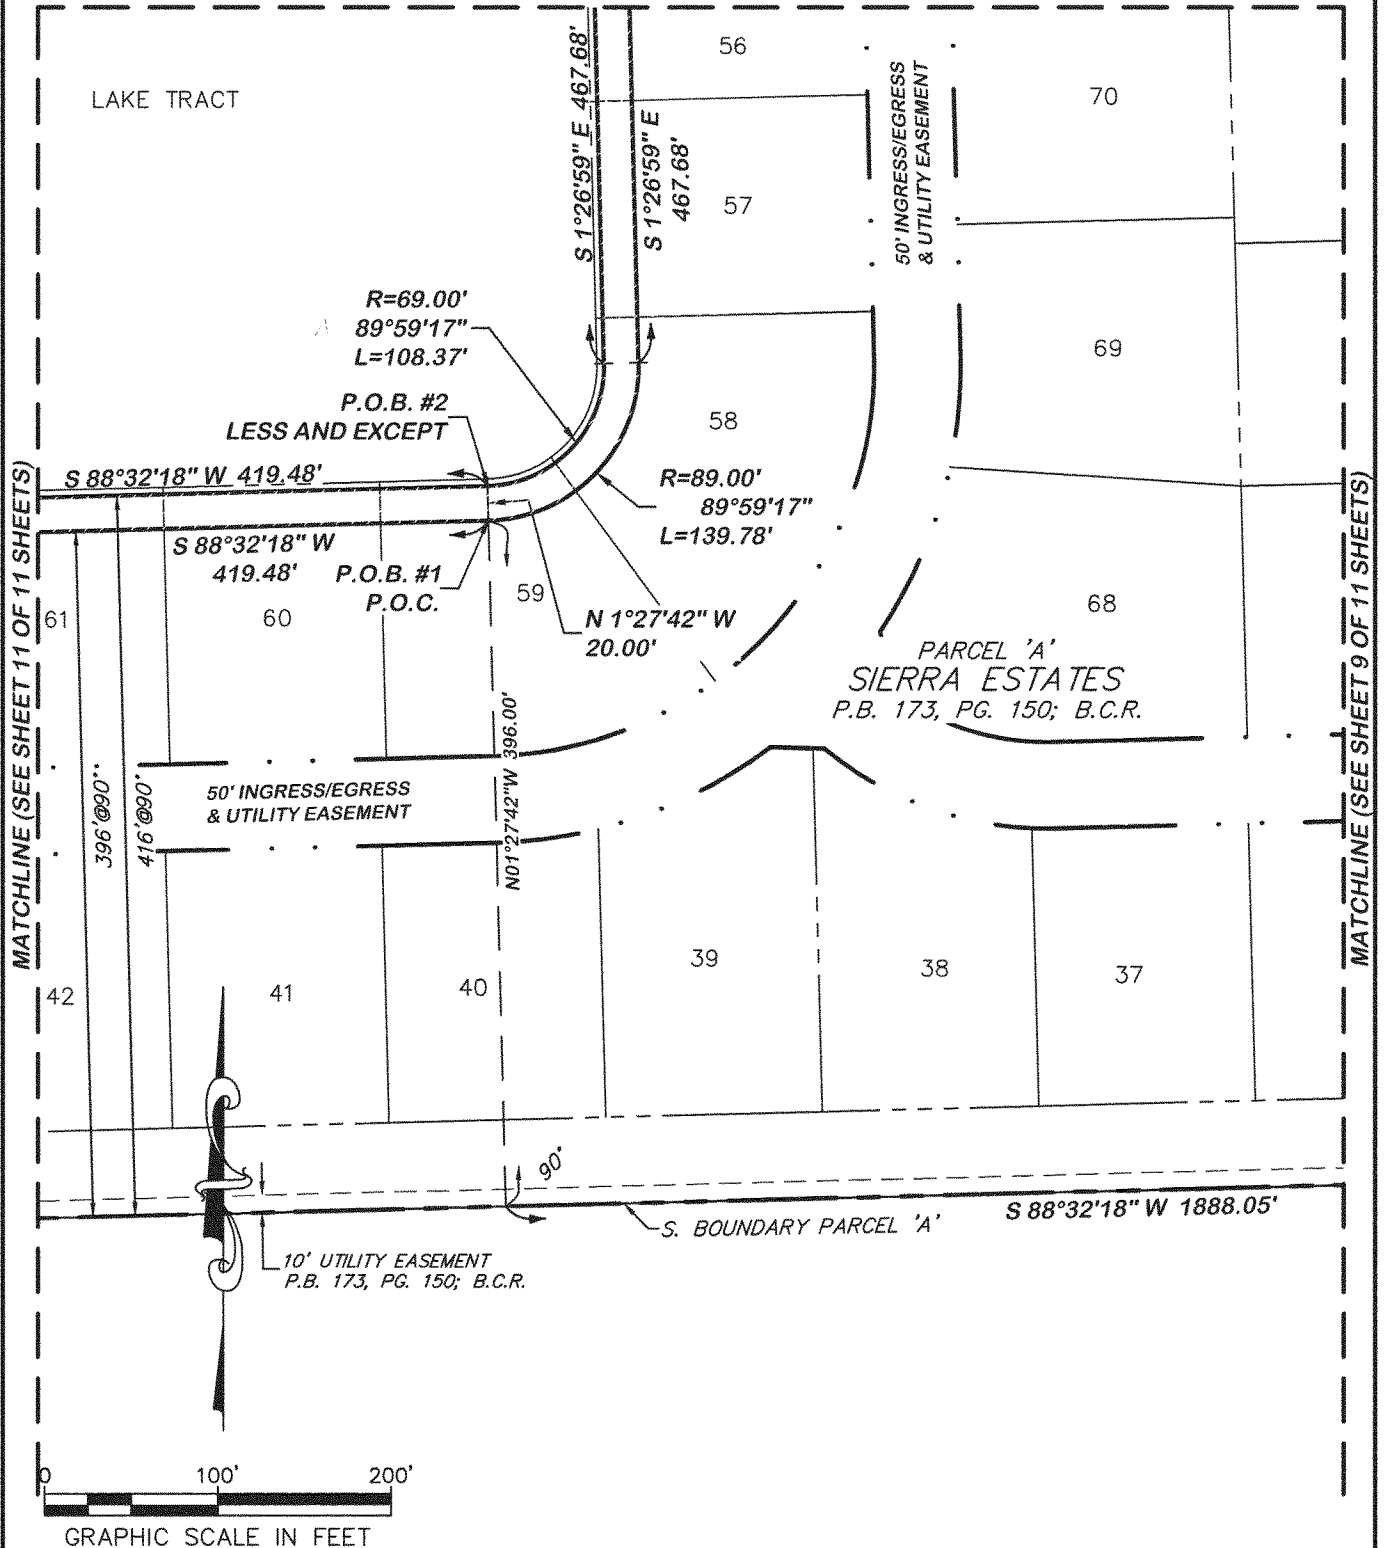 LAKE TRACT
56
70
S 1°26'59" E 467.68'
S 1°26'59" E
467.68'
50' INGRESS/EGRESS
& UTILITY EASEMENT
57
R=69.00'
89°59'17"
L=108.37'
69
P.O.B. #2
LESS AND EXCEPT
58
S 88°32'18" W 419.48'
R=89.00'
89°59'17"
L=139.78'
S 88°32'18" W
419.48'
P.O.B. #1
P.O.C.
59
61
60
N 1°27'42" W
20.00'
68
PARCEL 'A'
SIERRA ESTATES
P.B. 173, PG. 150; B.C.R.
MATCHLINE (SEE SHEET 11 OF 11 SHEETS)
MATCHLINE (SEE SHEET 9 OF 11 SHEETS)
N01°27'42"W 396.00'
396'@90°
416'@90°
50' INGRESS/EGRESS
& UTILITY EASEMENT
42
41
40
39
38
37
90°
S. BOUNDARY PARCEL 'A'
S 88°32'18" W 1888.05'
10' UTILITY EASEMENT
P.B. 173, PG. 150; B.C.R.
0 100' 200'
GRAPHIC SCALE IN FEET